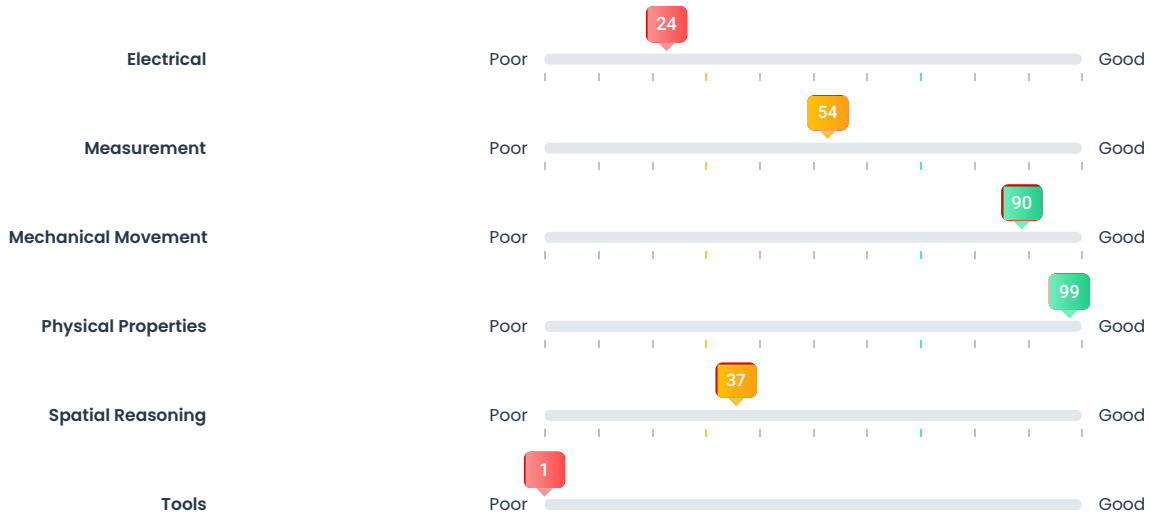 24
Electrical Poor Good
54
Measurement Poor Good
90
Mechanical Movement Poor Good
99
Physical Properties Poor Good
37
Spatial Reasoning Poor Good
1
Tools Poor Good